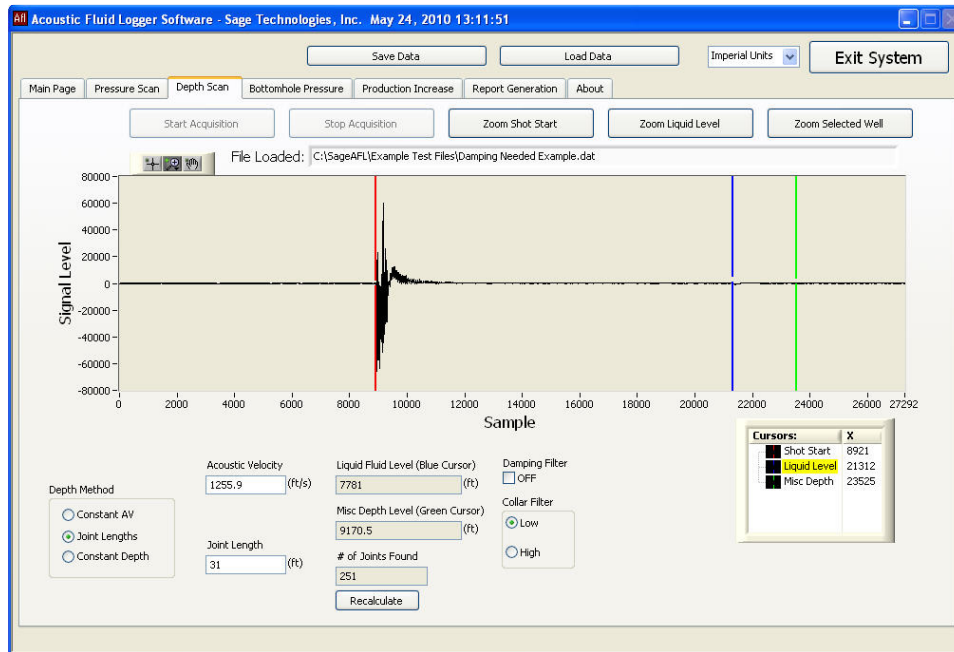 Afl Acoustic Fluid Logger Software - Sage Technologies, Inc. May 24, 2010 13:11:51
Save Data Load Data Imperial Units Exit System
Main Page Pressure Scan Depth Scan Bottomhole Pressure Production Increase Report Generation About
Start Acquisition Stop Acquisition Zoom Shot Start Zoom Liquid Level Zoom Selected Well
File Loaded: C:\SageAFL\Example Test Files\Damping Needed Example.dat
Signal Level
80000
60000
40000
20000
0
-20000
-40000
-60000
-80000
0 2000 4000 6000 8000 10000 12000 14000 16000 18000 20000 22000 24000 26000 27292
Sample
Cursors: X
Shot Start 8921
Liquid Level 21312
Misc Depth 23525
Depth Method
Constant AV
Joint Lengths
Constant Depth
Acoustic Velocity
1255.9 (ft/s)
Joint Length
31 (ft)
Liquid Fluid Level (Blue Cursor)
7781 (ft)
Misc Depth Level (Green Cursor)
9170.5 (ft)
# of Joints Found
251
Recalculate
Damping Filter
OFF
Collar Filter
Low
High